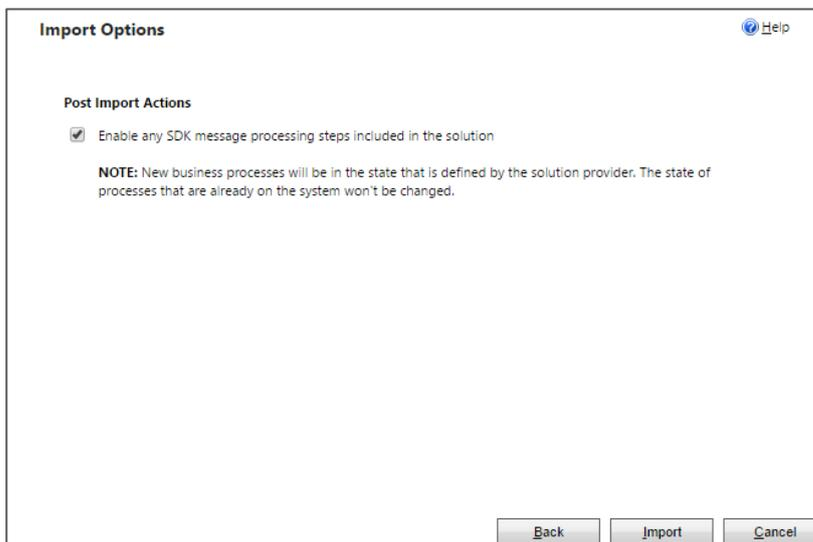 Import Options
Help
Post Import Actions
Enable any SDK message processing steps included in the solution
NOTE: New business processes will be in the state that is defined by the solution provider. The state of
processes that are already on the system won't be changed.
Back
Import
Cancel